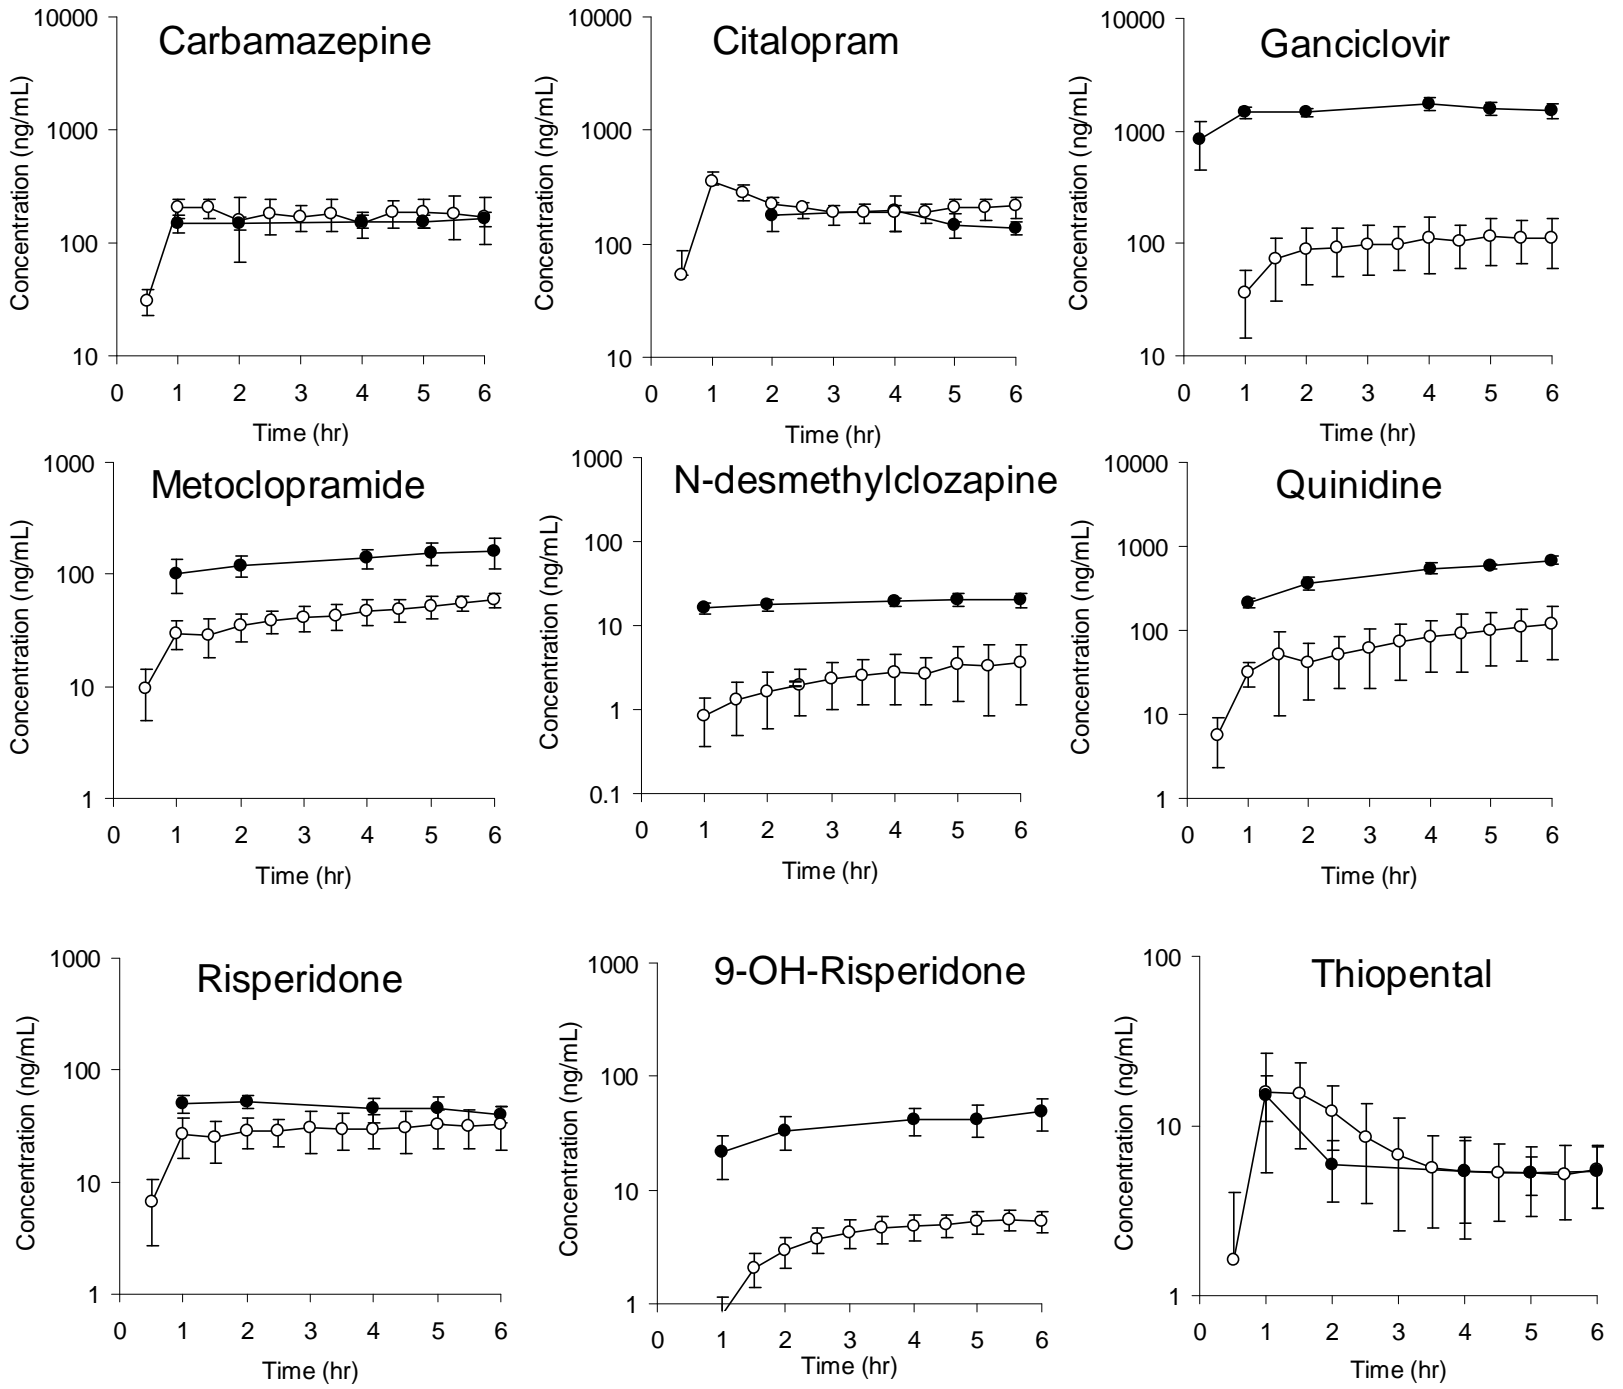 Carbamazepine
Concentration (ng/mL)
10000
1000
100
10
0 1 2 3 4 5 6
Time (hr)
Citalopram
Concentration (ng/mL)
10000
1000
100
10
0 1 2 3 4 5 6
Time (hr)
Ganciclovir
Concentration (ng/mL)
10000
1000
100
10
0 1 2 3 4 5 6
Time (hr)
Metoclopramide
Concentration (ng/mL)
1000
100
10
1
0 1 2 3 4 5 6
Time (hr)
N-desmethylclozapine
Concentration (ng/mL)
1000
100
10
1
0.1
0 1 2 3 4 5 6
Time (hr)
Quinidine
Concentration (ng/mL)
10000
1000
100
10
1
0 1 2 3 4 5 6
Time (hr)
Risperidone
Concentration (ng/mL)
1000
100
10
1
0 1 2 3 4 5 6
Time (hr)
9-OH-Risperidone
Concentration (ng/mL)
1000
100
10
1
0 1 2 3 4 5 6
Time (hr)
Thiopental
Concentration (ng/mL)
100
10
1
0 1 2 3 4 5 6
Time (hr)